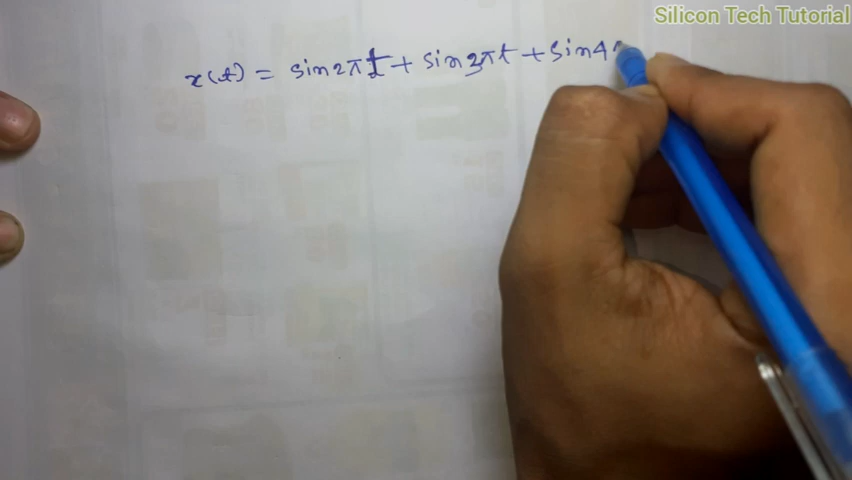 Silicon Tech Tutorial
x(t) = sin2πt + sin3πt + sin4